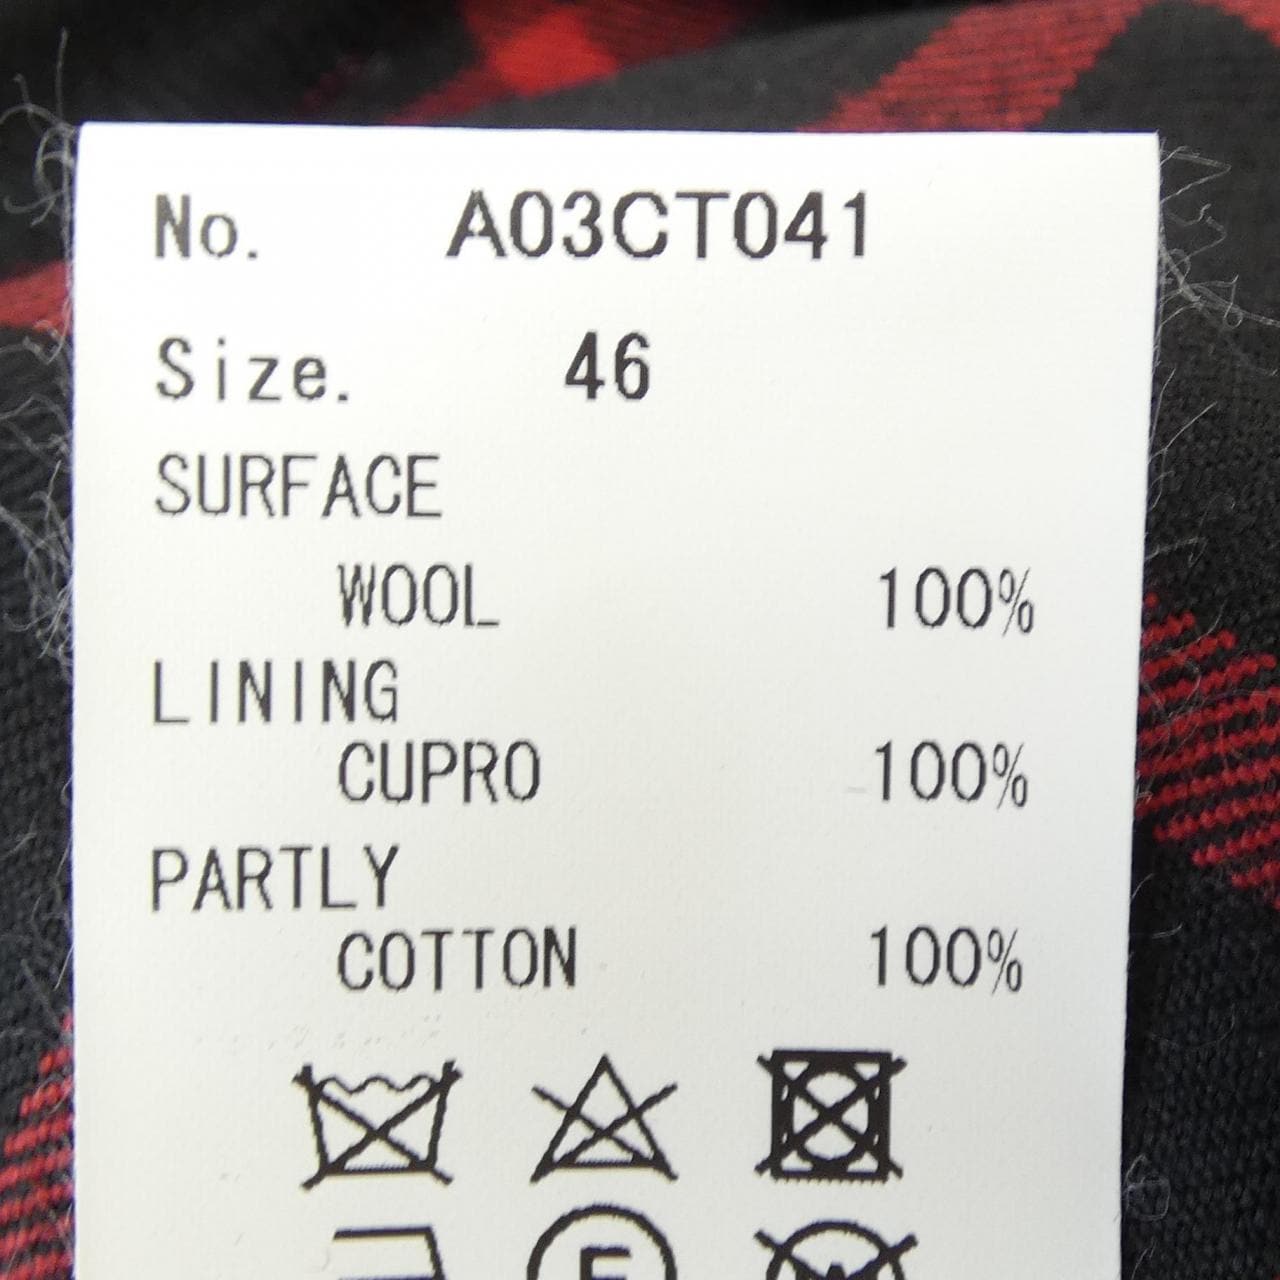 No. A03CT041
Size. 46
SURFACE
WOOL 100%
LINING
CUPRO 100%
PARTLY
COTTON 100%